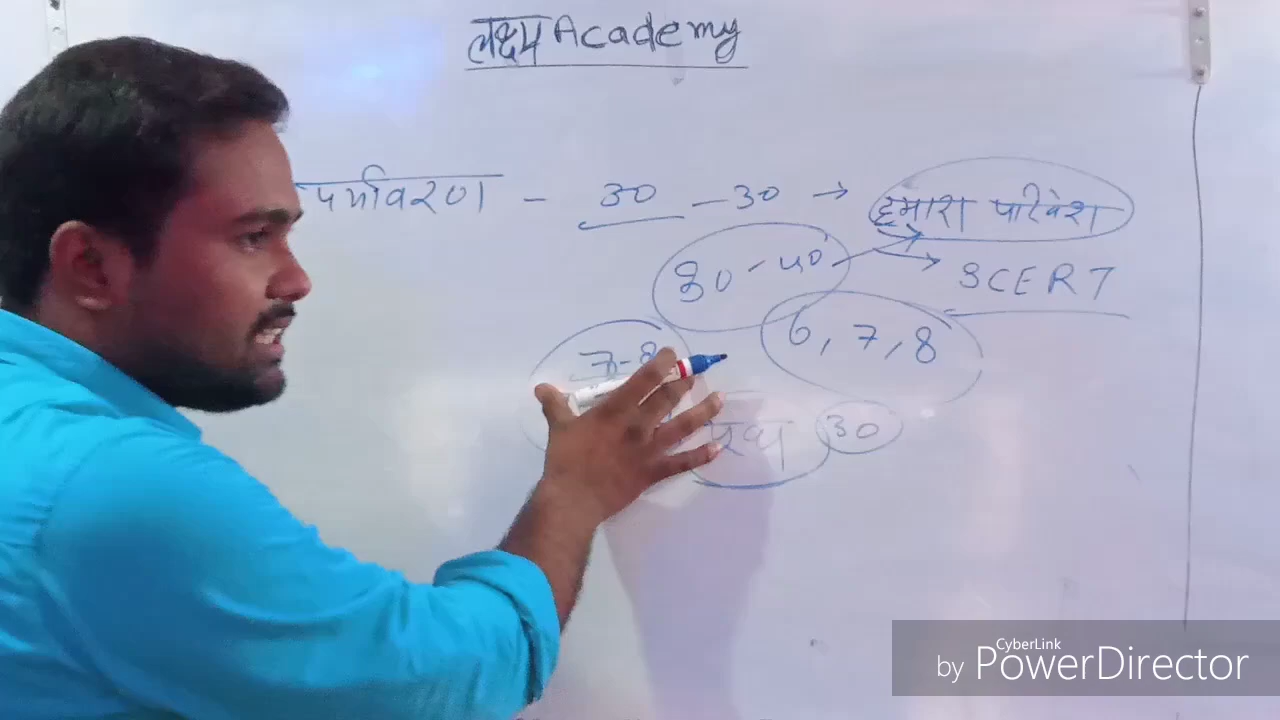 लक्ष्य Academy
पर्यावरण - 30 - 30 → हमारा परिवेश
30 - 40 → SCERT
7-8 6, 7, 8
30
CyberLink
by PowerDirector